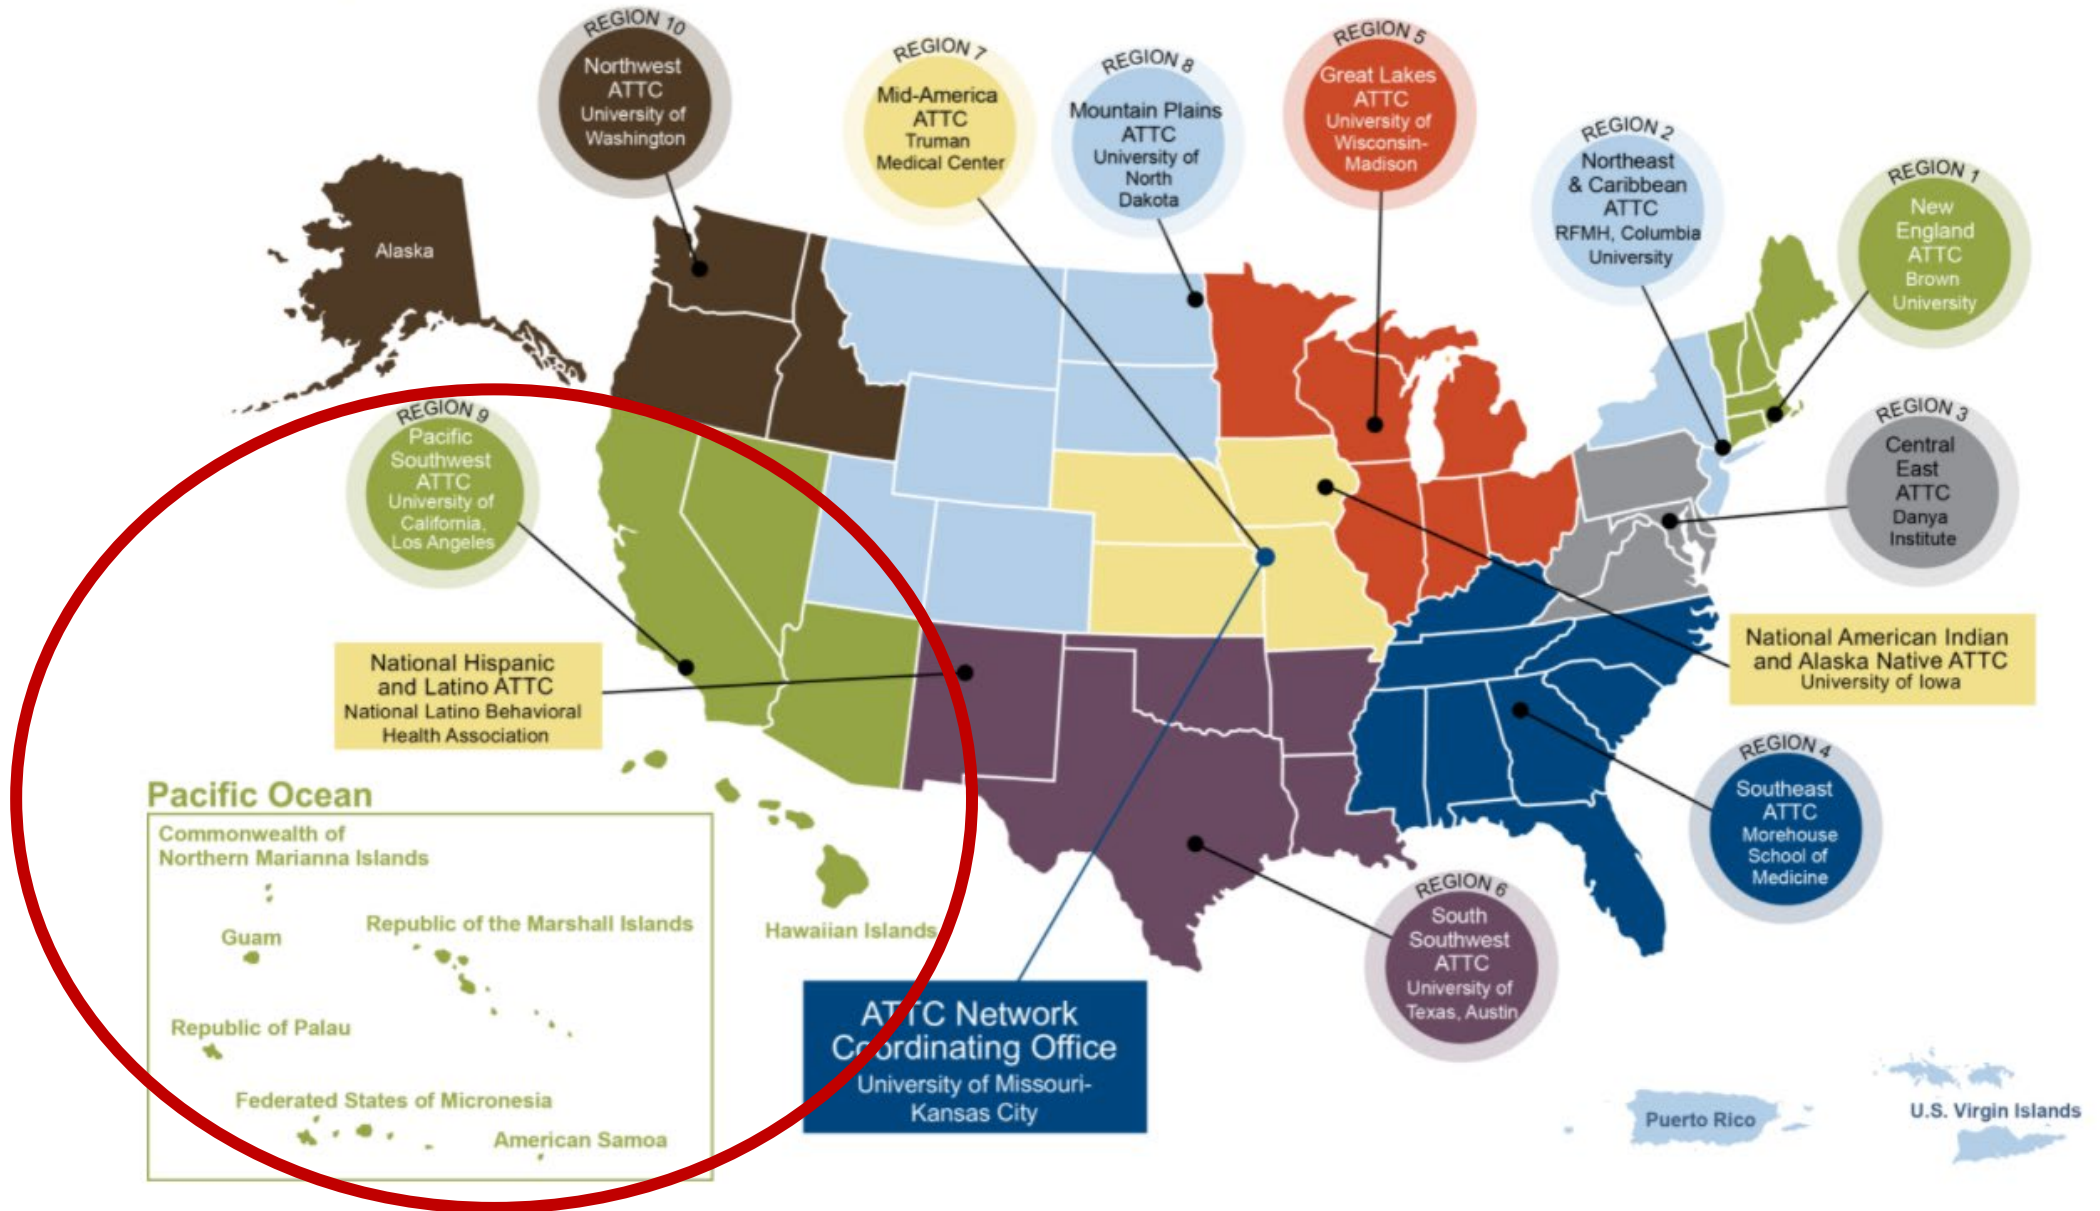 REGION 10
Northwest
ATTC
University of
Washington
REGION 7
Mid-America
ATTC
Truman
Medical Center
REGION 8
Mountain Plains
ATTC
University of
North
Dakota
REGION 5
Great Lakes
ATTC
University of
Wisconsin-
Madison
REGION 2
Northeast
& Caribbean
ATTC
RFMH, Columbia
University
REGION 1
New
England
ATTC
Brown
University
Alaska
REGION 9
Pacific
Southwest
ATTC
University of
California,
Los Angeles
REGION 3
Central
East
ATTC
Danya
Institute
National Hispanic
and Latino ATTC
National Latino Behavioral
Health Association
National American Indian
and Alaska Native ATTC
University of Iowa
REGION 4
Southeast
ATTC
Morehouse
School of
Medicine
Pacific Ocean
Commonwealth of
Northern Marianna Islands
Guam
Republic of the Marshall Islands
Republic of Palau
Federated States of Micronesia
American Samoa
Hawaiian Islands
REGION 6
South
Southwest
ATTC
University of
Texas, Austin
ATTC Network
Coordinating Office
University of Missouri-
Kansas City
Puerto Rico
U.S. Virgin Islands